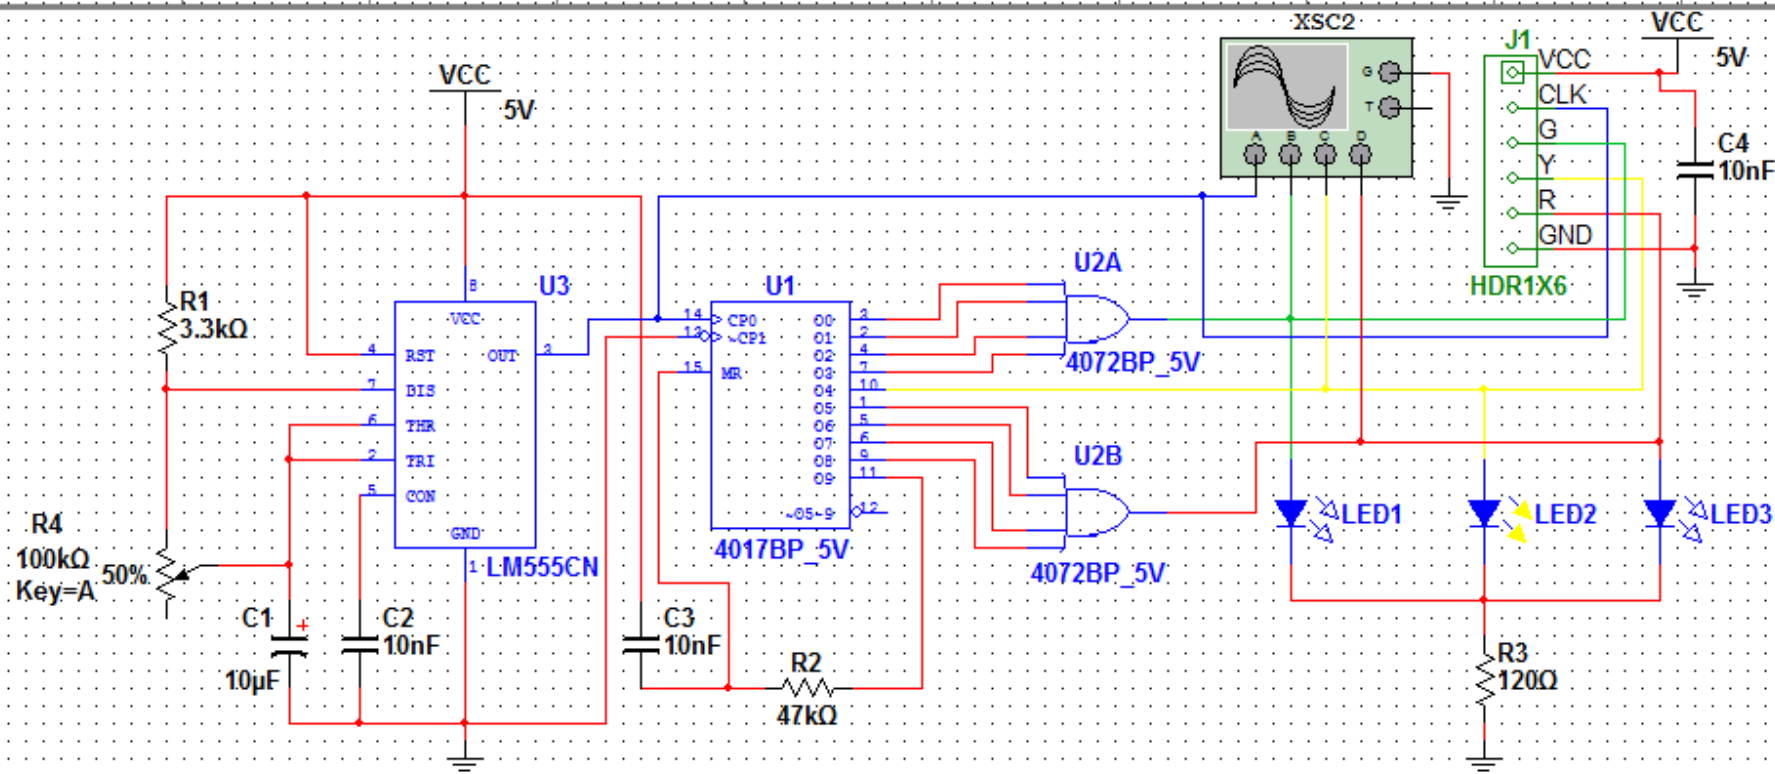 XSC2
G
T
A B C D
J1
VCC
CLK
G
Y
R
GND
HDR1X6
VCC
5V
C4
10nF
VCC
5V
R1
3.3kΩ
U3
8
VCC
4 RST OUT 3
7 DIS
6 THR
2 TRI
5 CON
GND
1 LM555CN
R4
100kΩ
50%
Key=A
C1
+
10µF
C2
10nF
C3
10nF
R2
47kΩ
U1
14 CP0 O0 3
13 ~CP1 O1 2
O2 4
15 MR O3 7
O4 10
O5 1
O6 5
O7 6
O8 9
O9 11
~O5-9 12
4017BP_5V
U2A
4072BP_5V
U2B
4072BP_5V
LED1
LED2
LED3
R3
120Ω